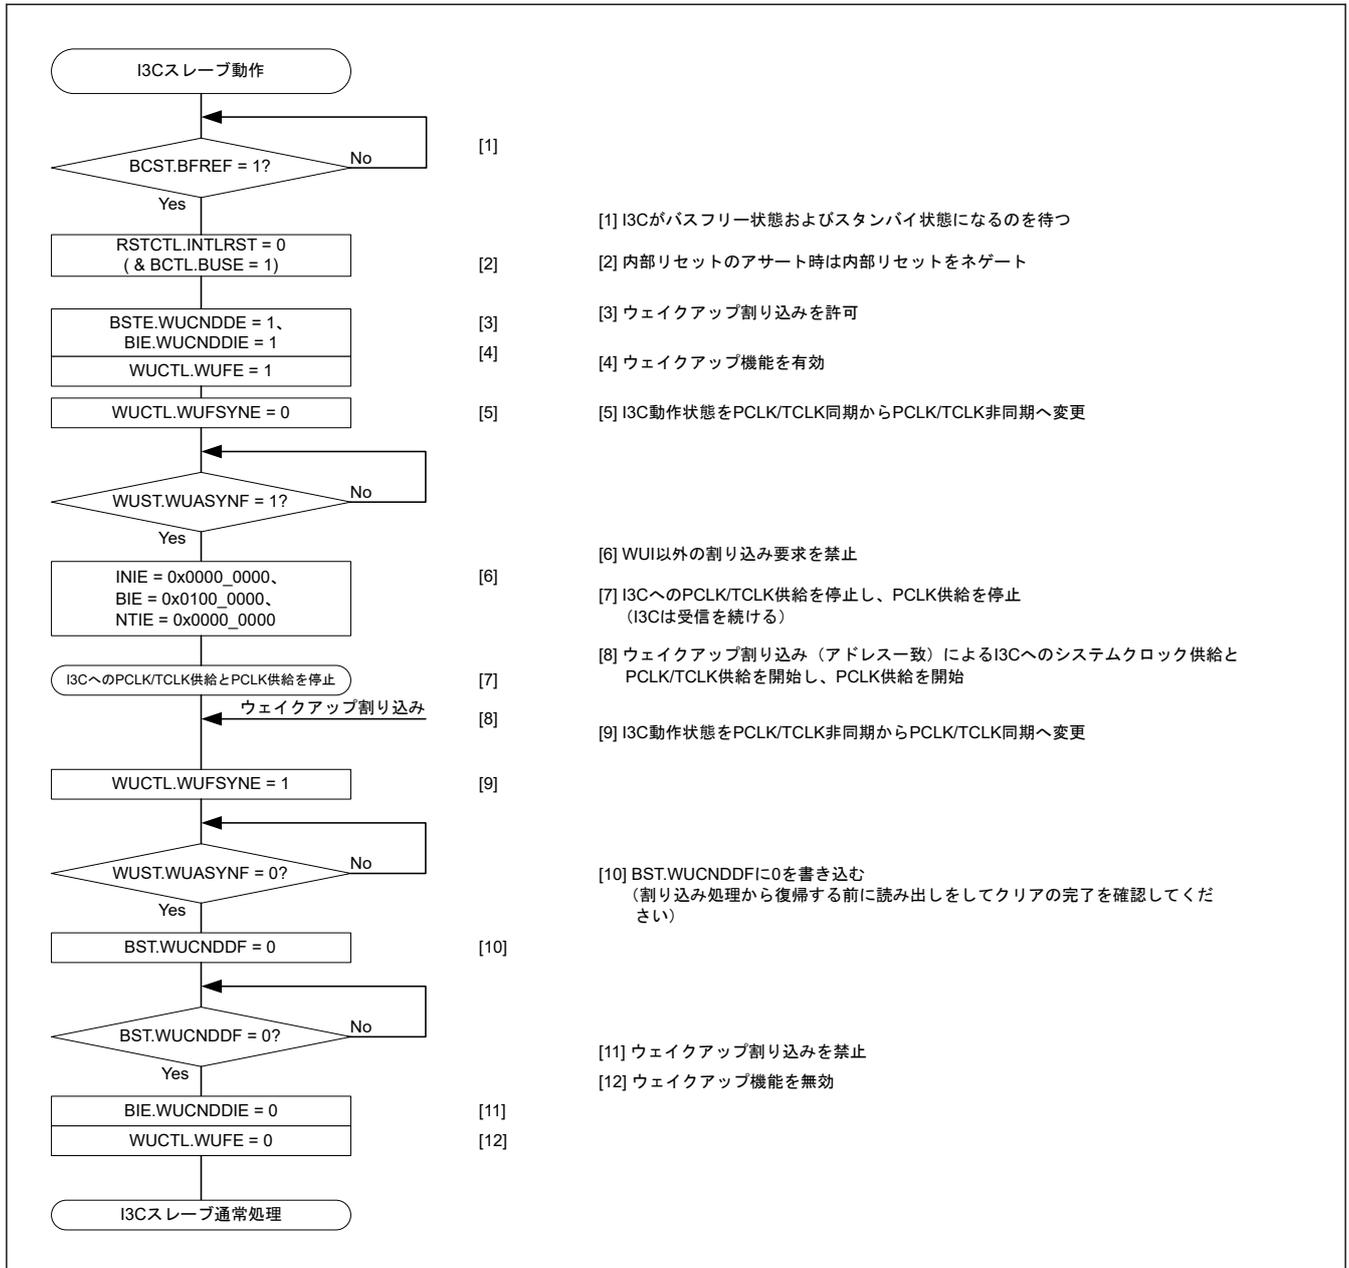 I3Cスレーブ動作
BCST.BFREF = 1?
No
[1]
Yes
[1] I3Cがバスフリー状態およびスタンバイ状態になるのを待つ
RSTCTL.INTLRST = 0
( & BCTL.BUSE = 1)
[2]
[2] 内部リセットのアサート時は内部リセットをネゲート
BSTE.WUCNDDE = 1、
BIE.WUCNDDIE = 1
[3]
[3] ウェイクアップ割り込みを許可
WUCTL.WUFE = 1
[4]
[4] ウェイクアップ機能を有効
WUCTL.WUFSYNE = 0
[5]
[5] I3C動作状態をPCLK/TCLK同期からPCLK/TCLK非同期へ変更
WUST.WUASYNF = 1?
No
Yes
INIE = 0x0000_0000、
BIE = 0x0100_0000、
NTIE = 0x0000_0000
[6]
[6] WUI以外の割り込み要求を禁止
[7] I3CへのPCLK/TCLK供給を停止し、PCLK供給を停止
（I3Cは受信を続ける）
I3CへのPCLK/TCLK供給とPCLK供給を停止
[7]
[8] ウェイクアップ割り込み（アドレス一致）によるI3Cへのシステムクロック供給と
PCLK/TCLK供給を開始し、PCLK供給を開始
ウェイクアップ割り込み
[8]
[9] I3C動作状態をPCLK/TCLK非同期からPCLK/TCLK同期へ変更
WUCTL.WUFSYNE = 1
[9]
WUST.WUASYNF = 0?
No
Yes
[10] BST.WUCNDDFに0を書き込む
（割り込み処理から復帰する前に読み出しをしてクリアの完了を確認してくだ
さい）
BST.WUCNDDF = 0
[10]
BST.WUCNDDF = 0?
No
Yes
[11] ウェイクアップ割り込みを禁止
[12] ウェイクアップ機能を無効
BIE.WUCNDDIE = 0
[11]
WUCTL.WUFE = 0
[12]
I3Cスレーブ通常処理